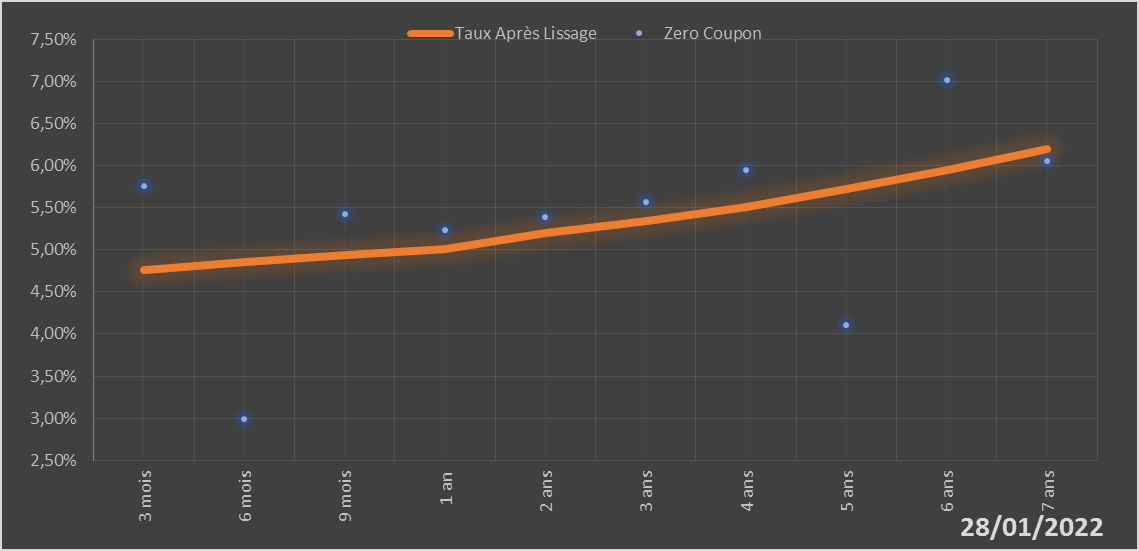 Taux Après Lissage
Zero Coupon
7,50%
7,00%
6,50%
6,00%
5,50%
5,00%
4,50%
4,00%
3,50%
3,00%
2,50%
3 mois
6 mois
9 mois
1 an
2 ans
3 ans
4 ans
5 ans
6 ans
7 ans
28/01/2022